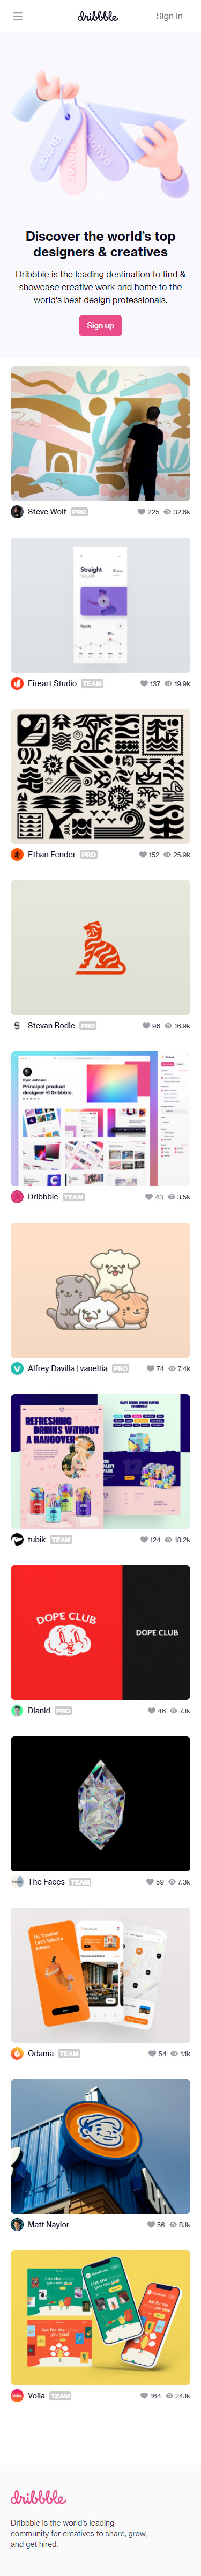 dribbble
Sign in
Discover the world's top
designers & creatives
Dribbble is the leading destination to find &
showcase creative work and home to the
world's best design professionals.
Sign up
Steve Wolf PRO 225 32.6k
Straight
Results
Fireart Studio TEAM 137 19.9k
Ethan Fender PRO 152 25.9k
Stevan Rodic PRO 96 16.9k
Principal product
designer @Dribbble.
Dribbble TEAM 43 3.5k
Alfrey Davilla | vaneltia PRO 74 7.4k
REFRESHING
DRINKS WITHOUT
A HANGOVER
tubik TEAM 124 18.2k
DOPE CLUB
DOPE CLUB
Dlanid PRO 46 7.1k
The Faces TEAM 59 7.3k
Odama TEAM 54 1.1k
Matt Naylor 56 8.1k
Voila TEAM 164 24.1k
dribbble
Dribbble is the world's leading
community for creatives to share, grow,
and get hired.